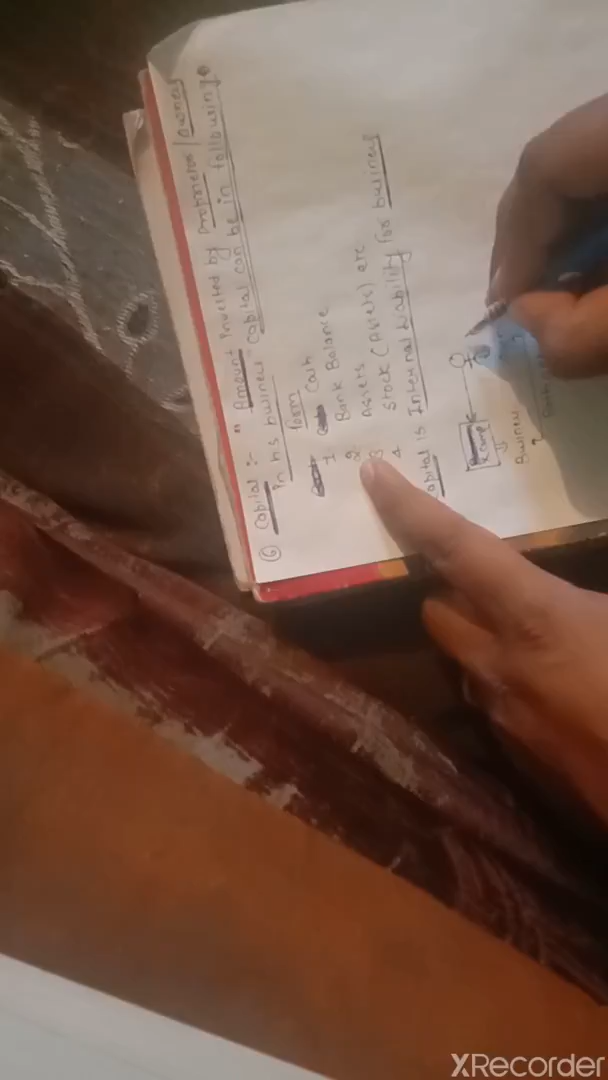 ⑥ Capital :- " Amount invested by Proprietor / owner
in his business" capital can be in following
form
1 Cash
2 Bank Balance
3 Assets
4 Stock (Assets) etc
Capital is Internal Liability for business
Business
XRecorder